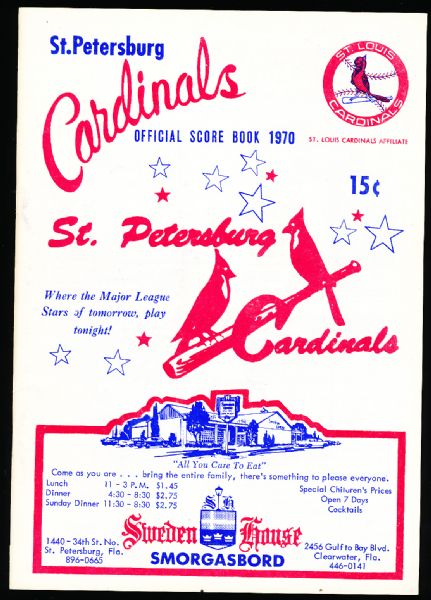 St. Petersburg
Cardinals
OFFICIAL SCORE BOOK 1970
ST. LOUIS
CARDINALS
ST. LOUIS CARDINALS AFFILIATE
15¢
St. Petersburg
Cardinals
Where the Major League
Stars of tomorrow, play
tonight!
"All You Care To Eat"
Come as you are . . . bring the entire family, there's something to please everyone.
Lunch 11 - 3 P.M. $1.45
Dinner 4:30 - 8:30 $2.75
Sunday Dinner 11:30 - 8:30 $2.75
Special Children's Prices
Open 7 Days
Cocktails
Sweden House
SMORGASBORD
1440 - 34th St. No.
St. Petersburg, Fla.
896-0665
2456 Gulf to Bay Blvd.
Clearwater, Fla.
446-0141